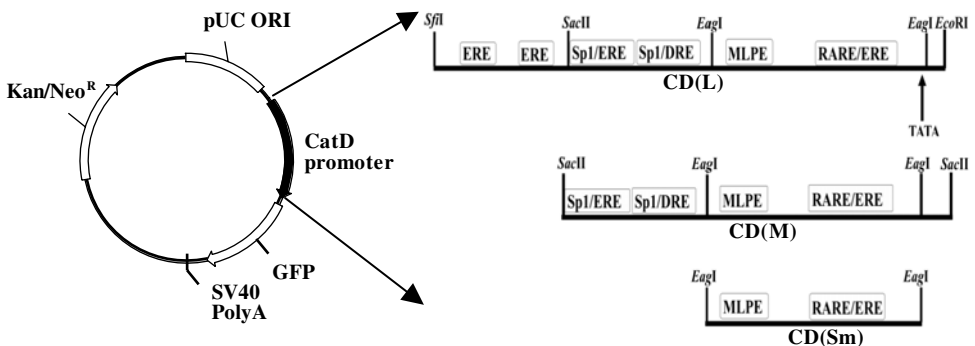 pUC ORI
Kan/Neo^R
CatD
promoter
GFP
SV40
PolyA
SfiI SacII EagI EagI EcoRI
ERE ERE Sp1/ERE Sp1/DRE MLPE RARE/ERE
CD(L)
TATA
SacII EagI EagI SacII
Sp1/ERE Sp1/DRE MLPE RARE/ERE
CD(M)
EagI EagI
MLPE RARE/ERE
CD(Sm)